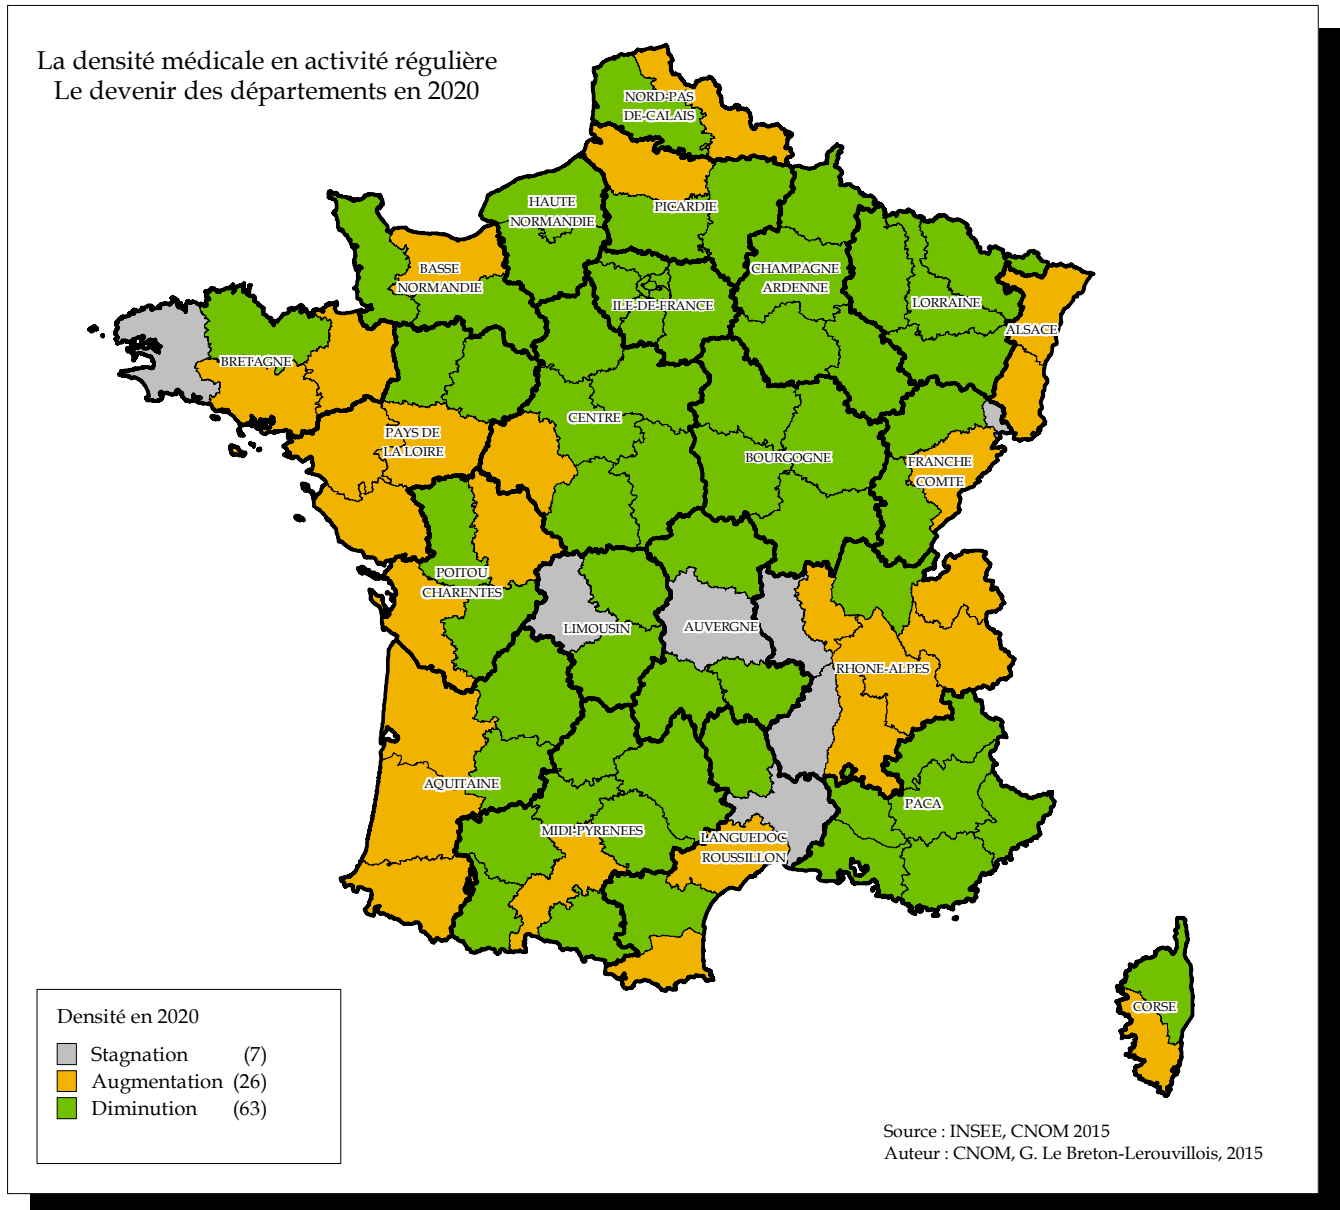 La densité médicale en activité régulière
Le devenir des départements en 2020
NORD-PAS
DE-CALAIS
HAUTE
NORMANDIE
PICARDIE
BASSE
NORMANDIE
CHAMPAGNE
ARDENNE
ILE-DE-FRANCE
LORRAINE
ALSACE
BRETAGNE
PAYS DE
LA LOIRE
CENTRE
BOURGOGNE
FRANCHE
COMTE
POITOU
CHARENTES
LIMOUSIN
AUVERGNE
RHONE-ALPES
AQUITAINE
MIDI-PYRENEES
LANGUEDOC
ROUSSILLON
PACA
CORSE
Densité en 2020
Stagnation (7)
Augmentation (26)
Diminution (63)
Source : INSEE, CNOM 2015
Auteur : CNOM, G. Le Breton-Lerouvillois, 2015